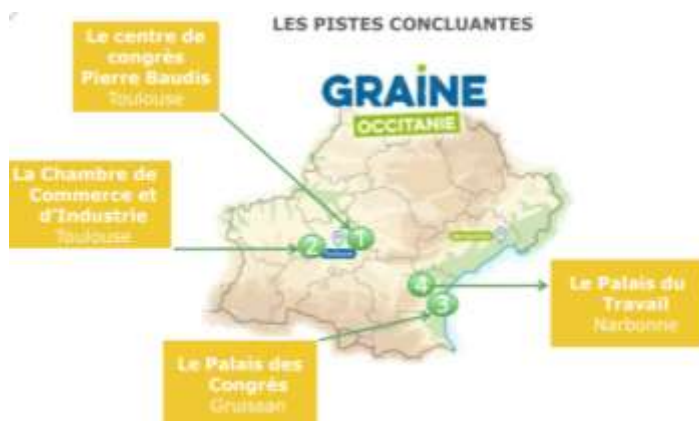 LES PISTES CONCLUANTES
Le centre de
congrès
Pierre Baudis
Toulouse
GRAINE
OCCITANIE
La Chambre de
Commerce et
d'Industrie
Toulouse
1
2
Toulouse
4
3
Le Palais du
Travail
Narbonne
Le Palais des
Congrès
Gruissan